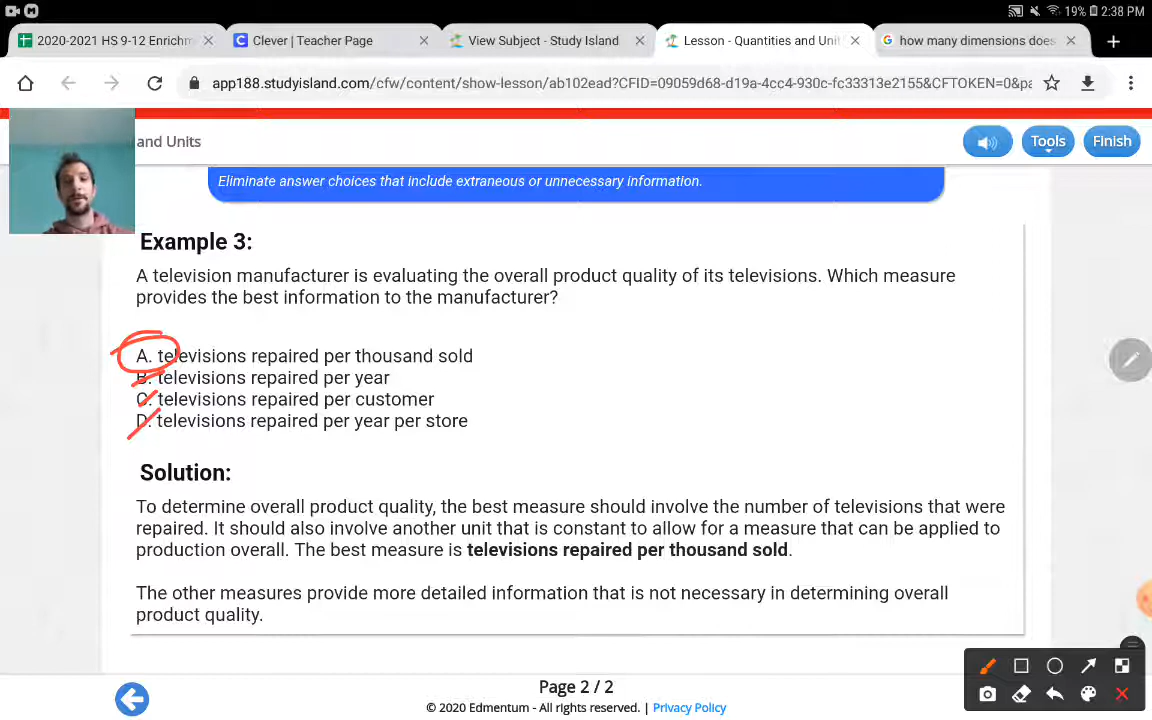 19% 2:38 PM
2020-2021 HS 9-12 Enrichm
Clever | Teacher Page
View Subject - Study Island
Lesson - Quantities and Unit
how many dimensions does
app188.studyisland.com/cfw/content/show-lesson/ab102ead?CFID=09059d68-d19a-4cc4-930c-fc33313e2155&CFTOKEN=0&pa
and Units
Tools
Finish
Eliminate answer choices that include extraneous or unnecessary information.
Example 3:
A television manufacturer is evaluating the overall product quality of its televisions. Which measure
provides the best information to the manufacturer?
A. televisions repaired per thousand sold
B. televisions repaired per year
C. televisions repaired per customer
D. televisions repaired per year per store
Solution:
To determine overall product quality, the best measure should involve the number of televisions that were
repaired. It should also involve another unit that is constant to allow for a measure that can be applied to
production overall. The best measure is televisions repaired per thousand sold.
The other measures provide more detailed information that is not necessary in determining overall
product quality.
Page 2 / 2
© 2020 Edmentum - All rights reserved. | Privacy Policy